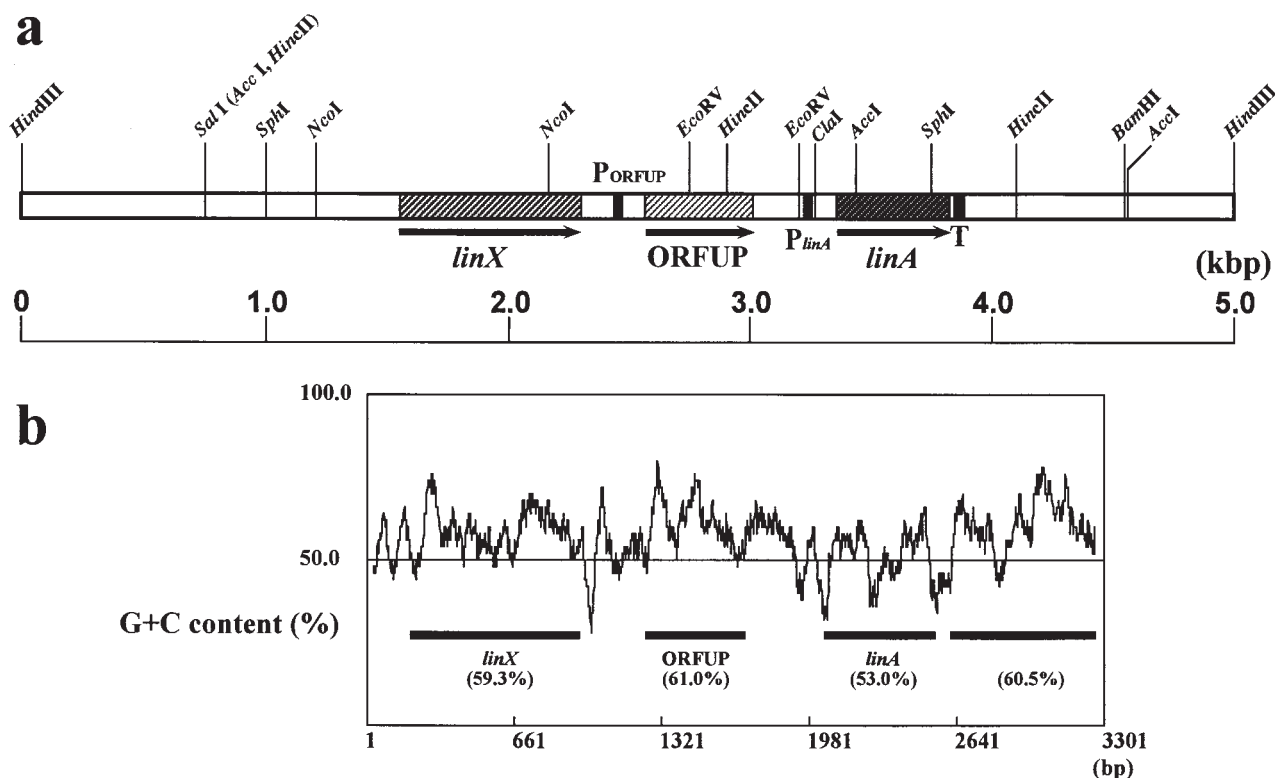 a
HindIII
Sal I (Acc I, HincII)
SphI
NcoI
NcoI
EcoRV
HincII
EcoRV
ClaI
AccI
SphI
HincII
BamHI
AccI
HindIII
PORFUP
linX
ORFUP
PlinA
linA
T
(kbp)
0 1.0 2.0 3.0 4.0 5.0
b
100.0
50.0
G+C content (%)
linX
(59.3%)
ORFUP
(61.0%)
linA
(53.0%)
(60.5%)
1 661 1321 1981 2641 3301
(bp)